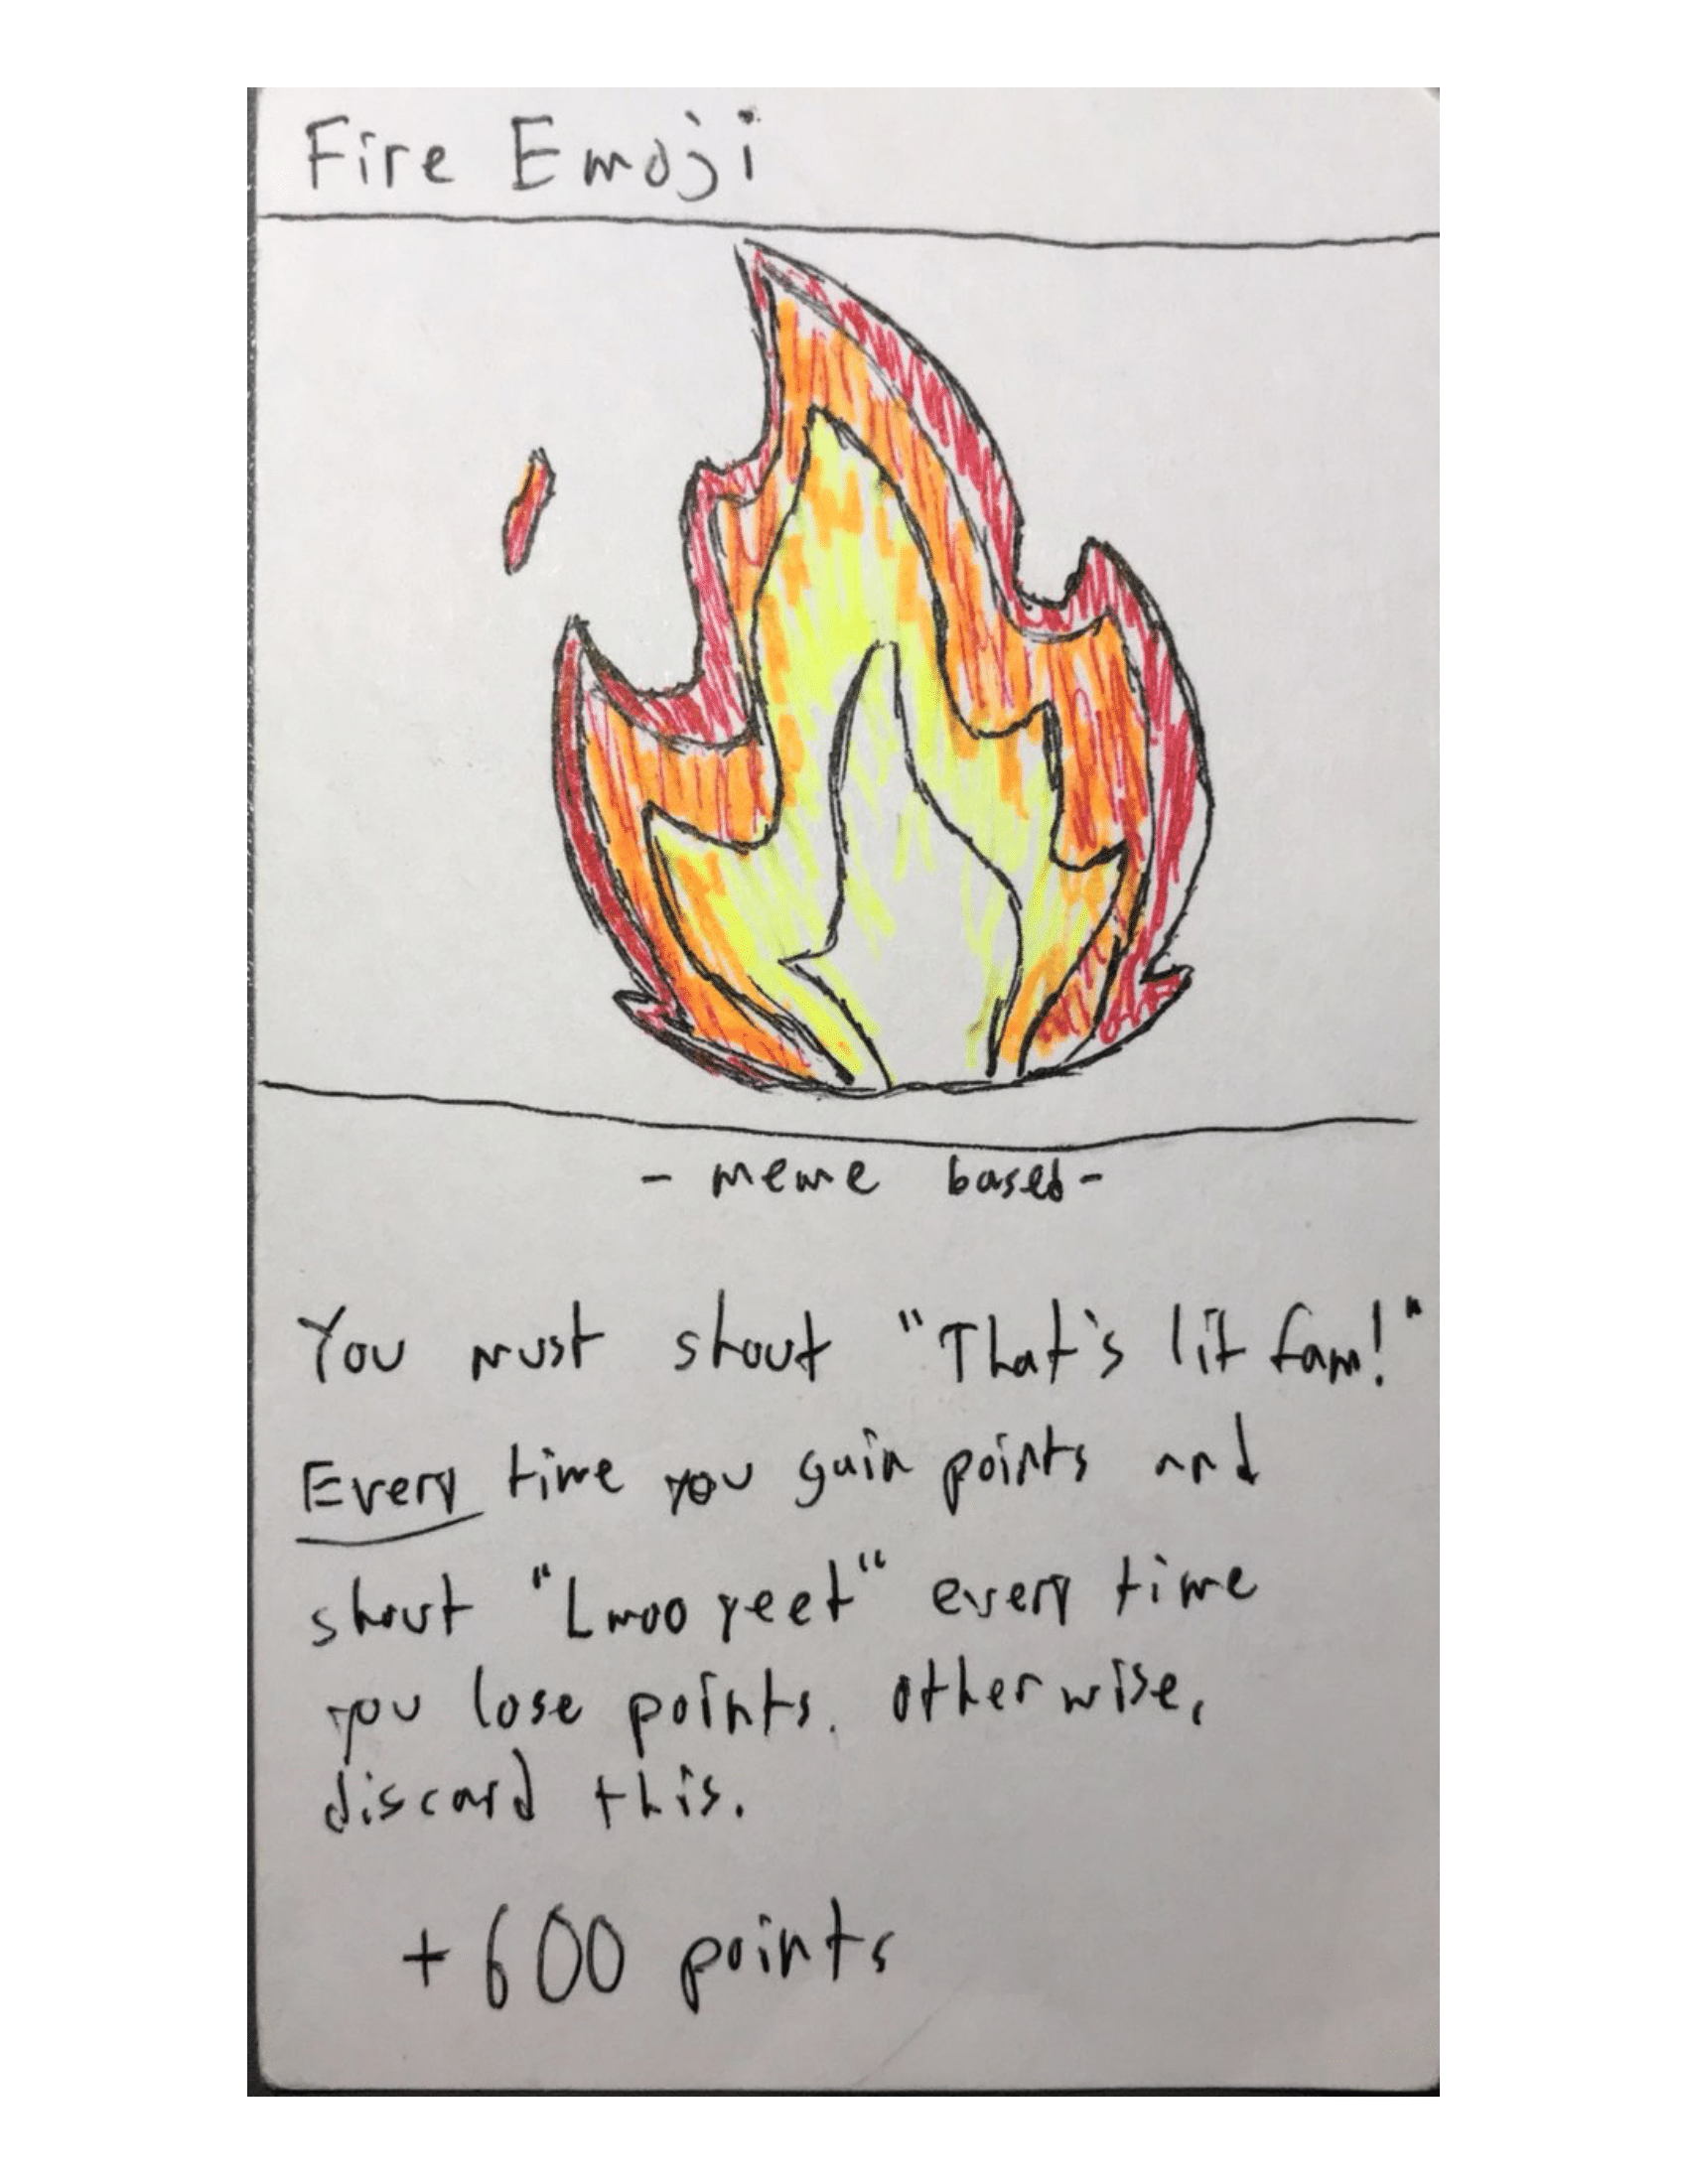 Fire Emoji
- meme based -
You must shout "That's lit fam!"
Every time you gain points and
shout "Lmoo yeet" every time
you lose points. otherwise,
discard this.
+600 points